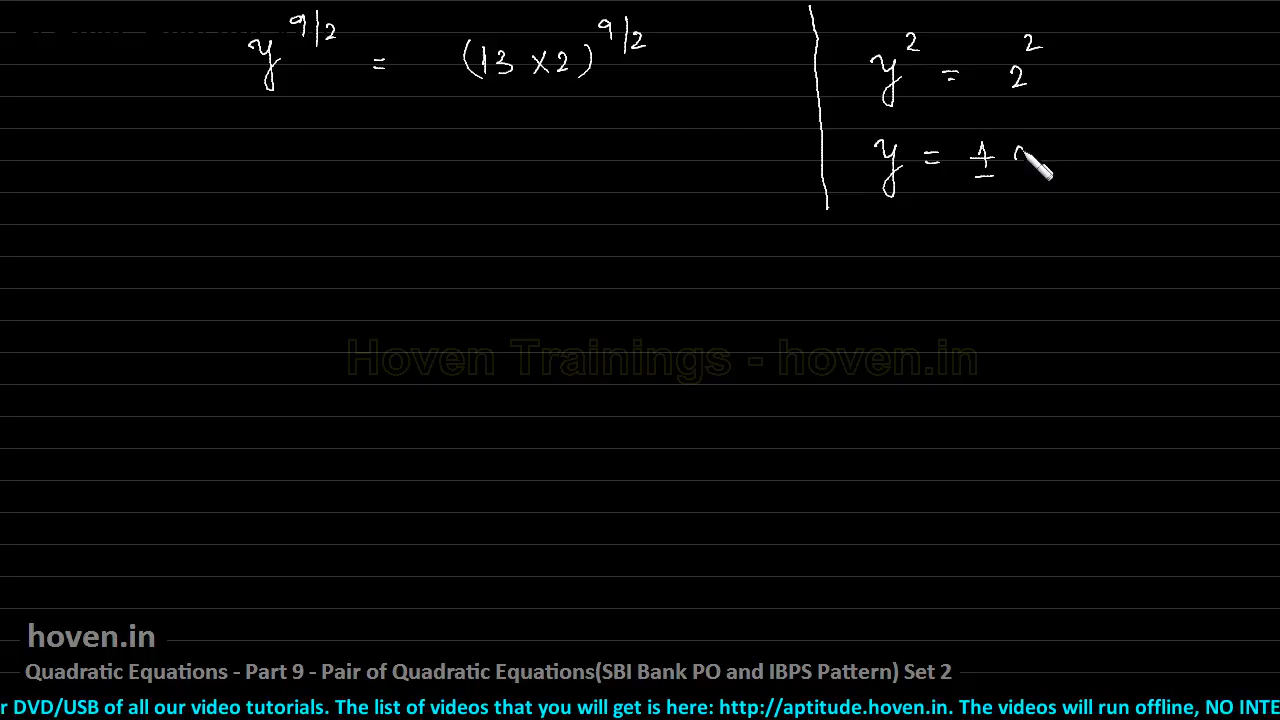 y^9/2 = (13 × 2)^9/2
y^2 = 2^2
y = ±
Hoven Trainings - hoven.in
hoven.in
Quadratic Equations - Part 9 - Pair of Quadratic Equations(SBI Bank PO and IBPS Pattern) Set 2
r DVD/USB of all our video tutorials. The list of videos that you will get is here: http://aptitude.hoven.in. The videos will run offline, NO INTE